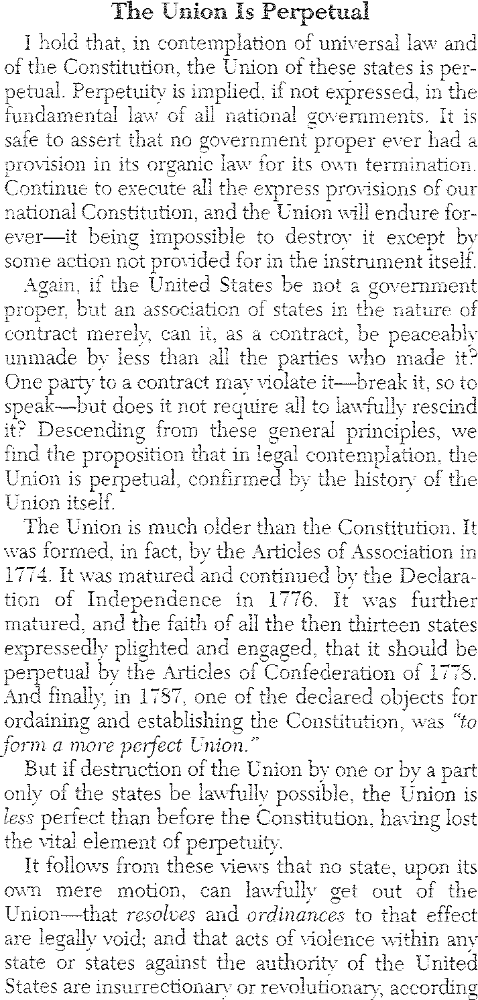 The Union Is Perpetual
I hold that, in contemplation of universal law and
of the Constitution, the Union of these states is per-
petual. Perpetuity is implied, if not expressed, in the
fundamental law of all national governments. It is
safe to assert that no government proper ever had a
provision in its organic law for its own termination.
Continue to execute all the express provisions of our
national Constitution, and the Union will endure for-
ever—it being impossible to destroy it except by
some action not provided for in the instrument itself.
Again, if the United States be not a government
proper, but an association of states in the nature of
contract merely, can it, as a contract, be peaceably
unmade by less than all the parties who made it?
One party to a contract may violate it—break it, so to
speak—but does it not require all to lawfully rescind
it? Descending from these general principles, we
find the proposition that in legal contemplation, the
Union is perpetual, confirmed by the history of the
Union itself.
The Union is much older than the Constitution. It
was formed, in fact, by the Articles of Association in
1774. It was matured and continued by the Declara-
tion of Independence in 1776. It was further
matured, and the faith of all the then thirteen states
expressedly plighted and engaged, that it should be
perpetual by the Articles of Confederation of 1778.
And finally, in 1787, one of the declared objects for
ordaining and establishing the Constitution, was "to
form a more perfect Union."
But if destruction of the Union by one or by a part
only of the states be lawfully possible, the Union is
less perfect than before the Constitution, having lost
the vital element of perpetuity.
It follows from these views that no state, upon its
own mere motion, can lawfully get out of the
Union—that resolves and ordinances to that effect
are legally void; and that acts of violence within any
state or states against the authority of the United
States are insurrectionary or revolutionary, according